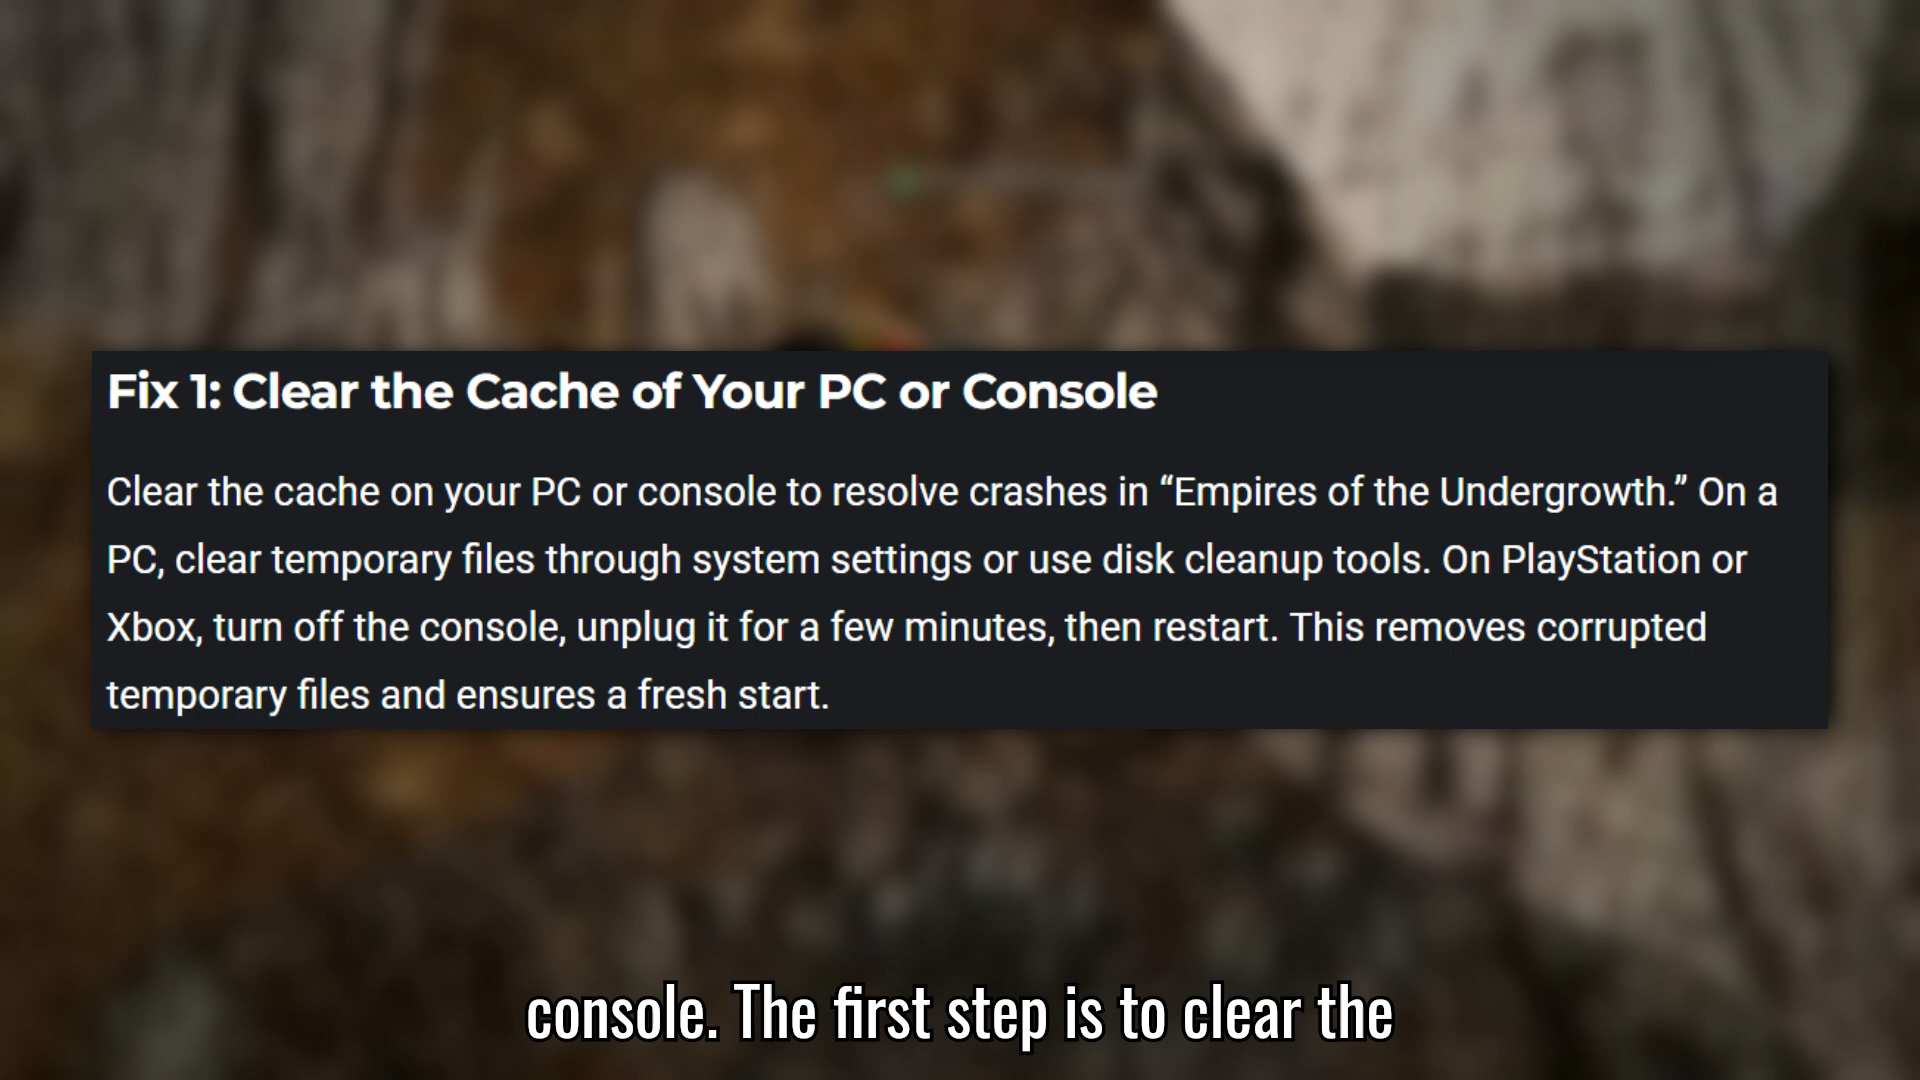 Fix 1: Clear the Cache of Your PC or Console
Clear the cache on your PC or console to resolve crashes in “Empires of the Undergrowth.” On a
PC, clear temporary files through system settings or use disk cleanup tools. On PlayStation or
Xbox, turn off the console, unplug it for a few minutes, then restart. This removes corrupted
temporary files and ensures a fresh start.
console. The first step is to clear the